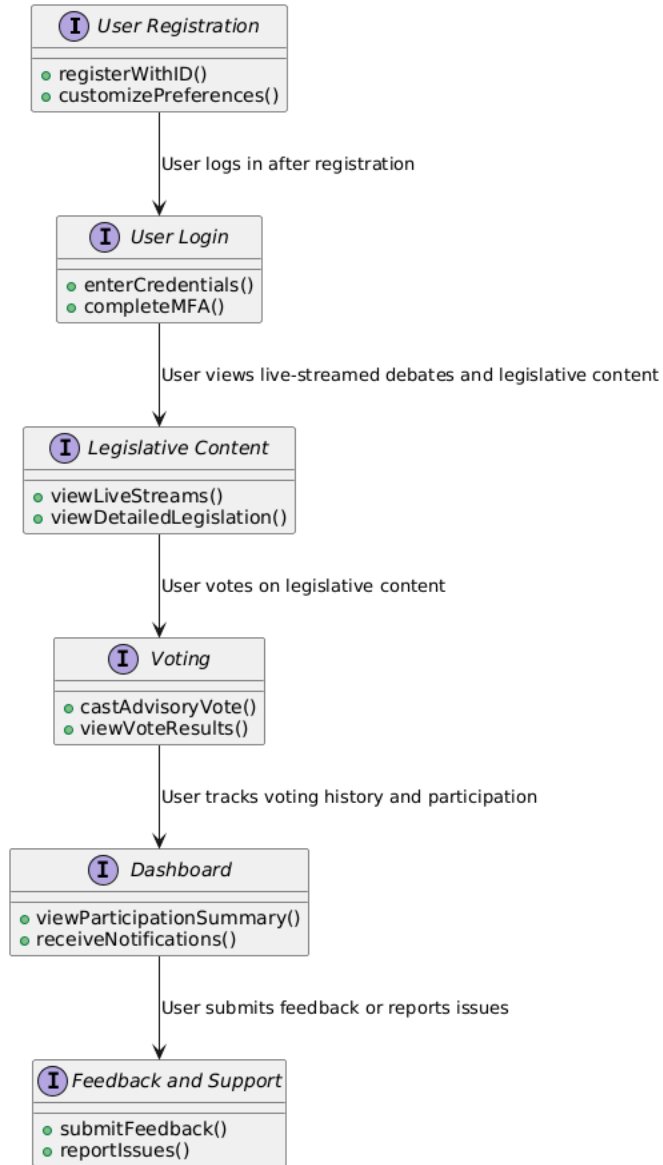 I User Registration
registerWithID()
customizePreferences()
User logs in after registration
I User Login
enterCredentials()
completeMFA()
User views live-streamed debates and legislative content
I Legislative Content
viewLiveStreams()
viewDetailedLegislation()
User votes on legislative content
I Voting
castAdvisoryVote()
viewVoteResults()
User tracks voting history and participation
I Dashboard
viewParticipationSummary()
receiveNotifications()
User submits feedback or reports issues
I Feedback and Support
submitFeedback()
reportIssues()